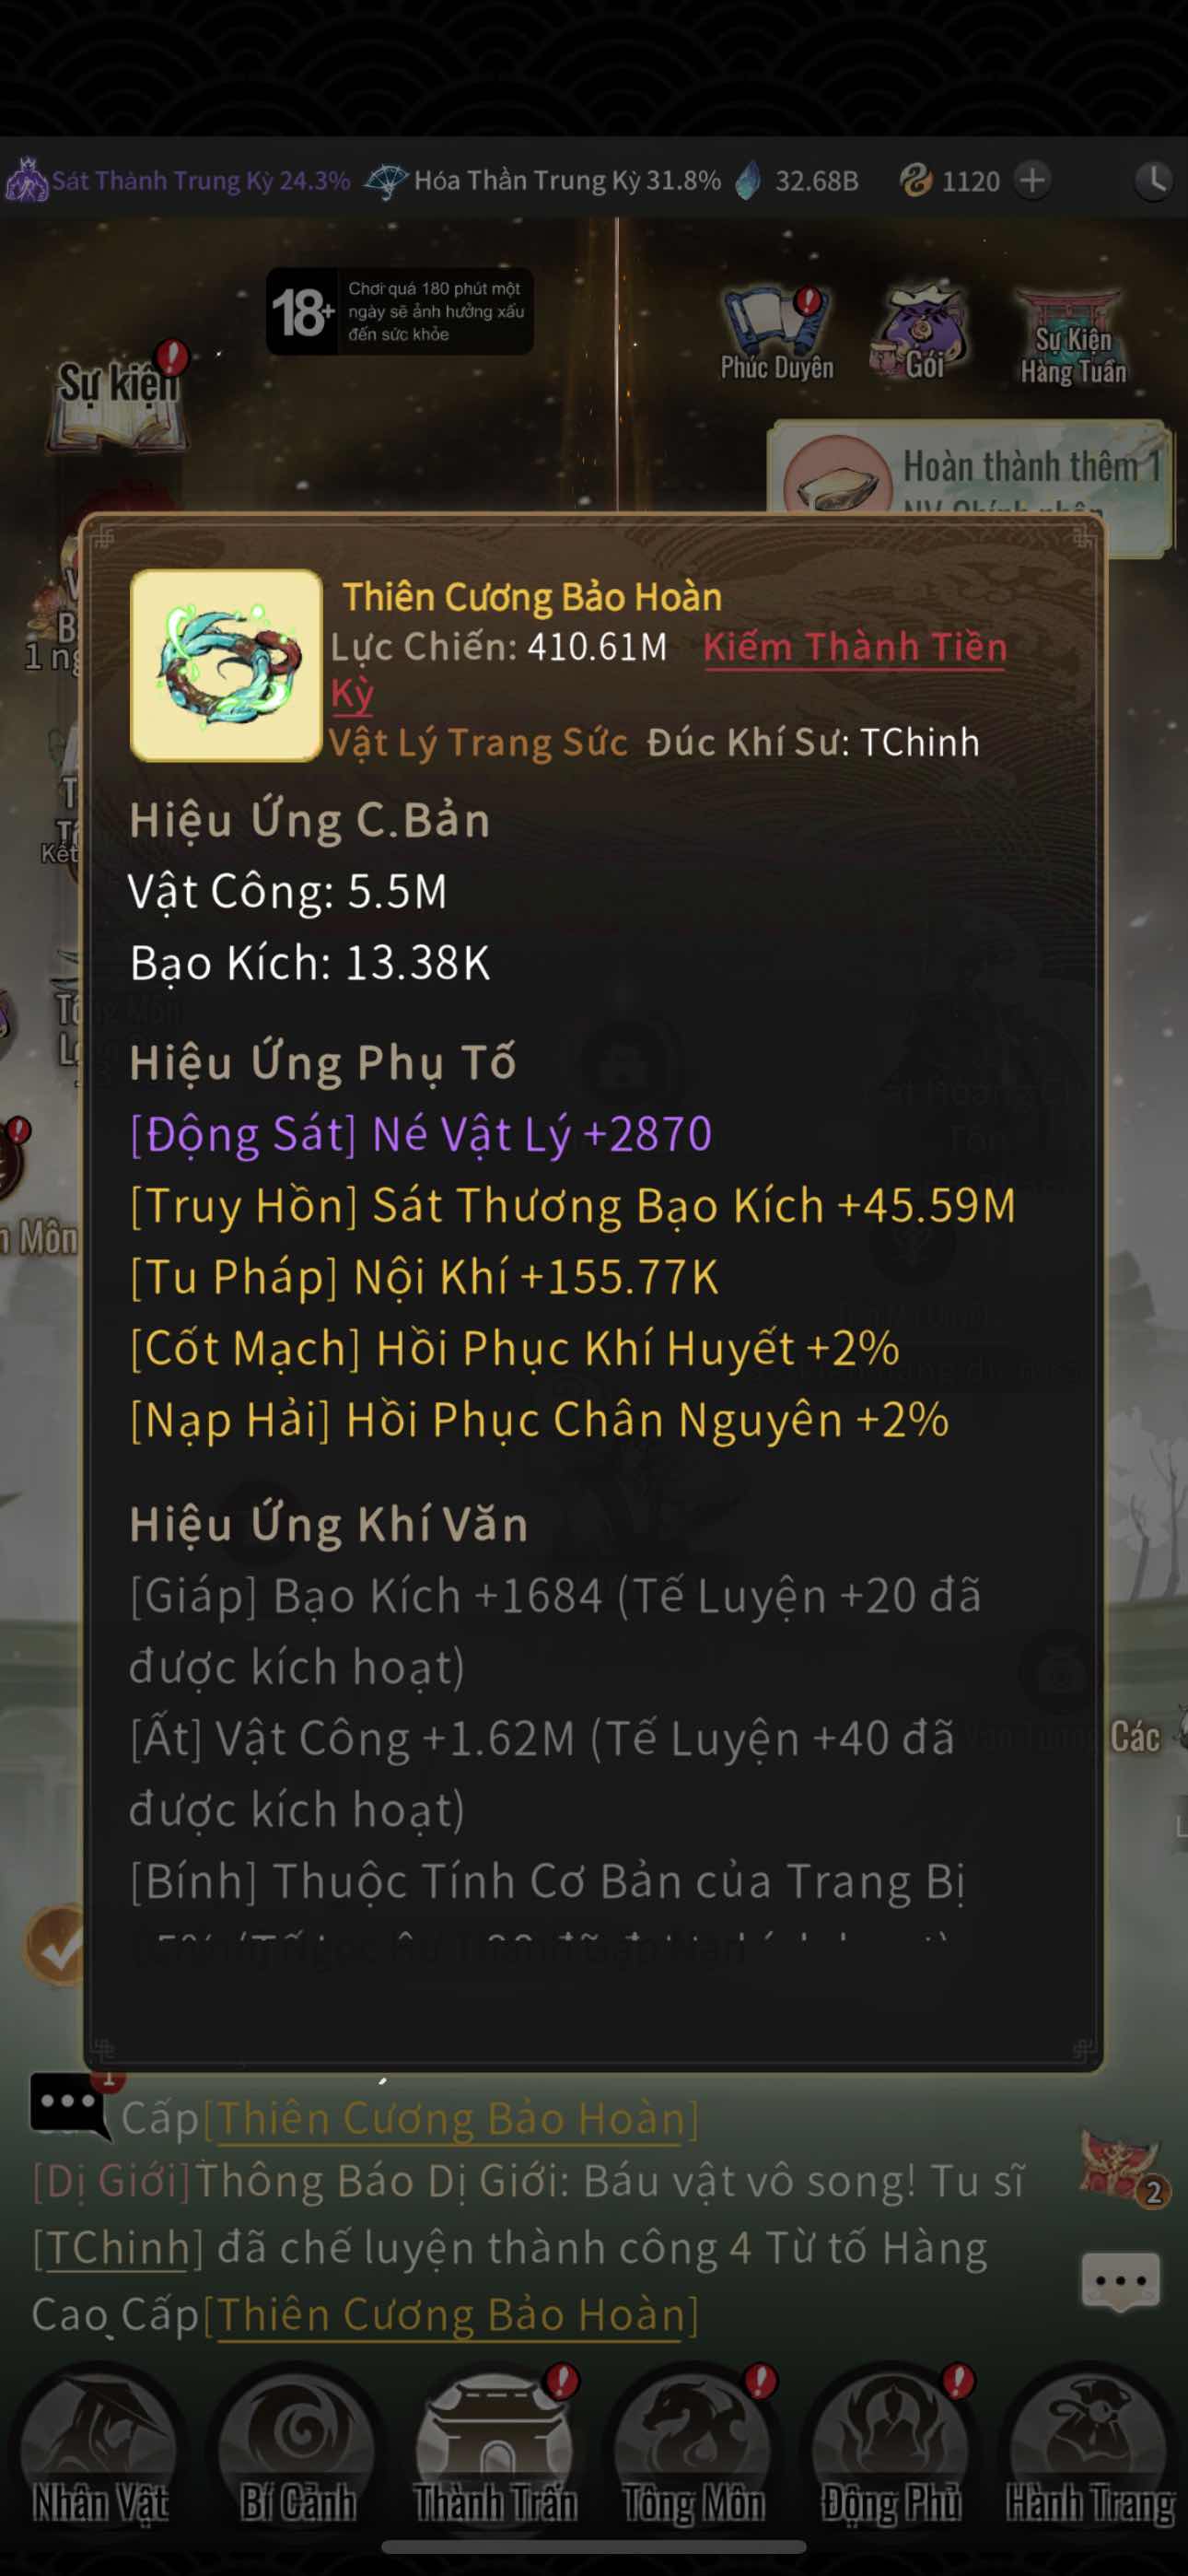 Sát Thành Trung Kỳ 24.3% Hóa Thần Trung Kỳ 31.8% 32.68B 1120
18+
Chơi quá 180 phút một
ngày sẽ ảnh hưởng xấu
đến sức khỏe
Sự kiện
Phúc Duyên
Gói
Sự Kiện
Hàng Tuần
Hoàn thành thêm 1
Thiên Cương Bảo Hoàn
Lực Chiến: 410.61M Kiếm Thành Tiền
Kỳ
Vật Lý Trang Sức Đúc Khí Sư: TChinh
Hiệu Ứng C.Bản
Vật Công: 5.5M
Bạo Kích: 13.38K
Hiệu Ứng Phụ Tố
[Động Sát] Né Vật Lý +2870
[Truy Hồn] Sát Thương Bạo Kích +45.59M
[Tu Pháp] Nội Khí +155.77K
[Cốt Mạch] Hồi Phục Khí Huyết +2%
[Nạp Hải] Hồi Phục Chân Nguyên +2%
Hiệu Ứng Khí Văn
[Giáp] Bạo Kích +1684 (Tế Luyện +20 đã
được kích hoạt)
[Ất] Vật Công +1.62M (Tế Luyện +40 đã
được kích hoạt)
[Bính] Thuộc Tính Cơ Bản của Trang Bị
Môn
Các
1
Cấp[Thiên Cương Bảo Hoàn]
[Dị Giới]Thông Báo Dị Giới: Báu vật vô song! Tu sĩ
[TChinh] đã chế luyện thành công 4 Từ tố Hàng
Cao Cấp[Thiên Cương Bảo Hoàn]
2
Nhân Vật
Bí Cảnh
Thành Trấn
Tông Môn
Động Phủ
Hành Trang